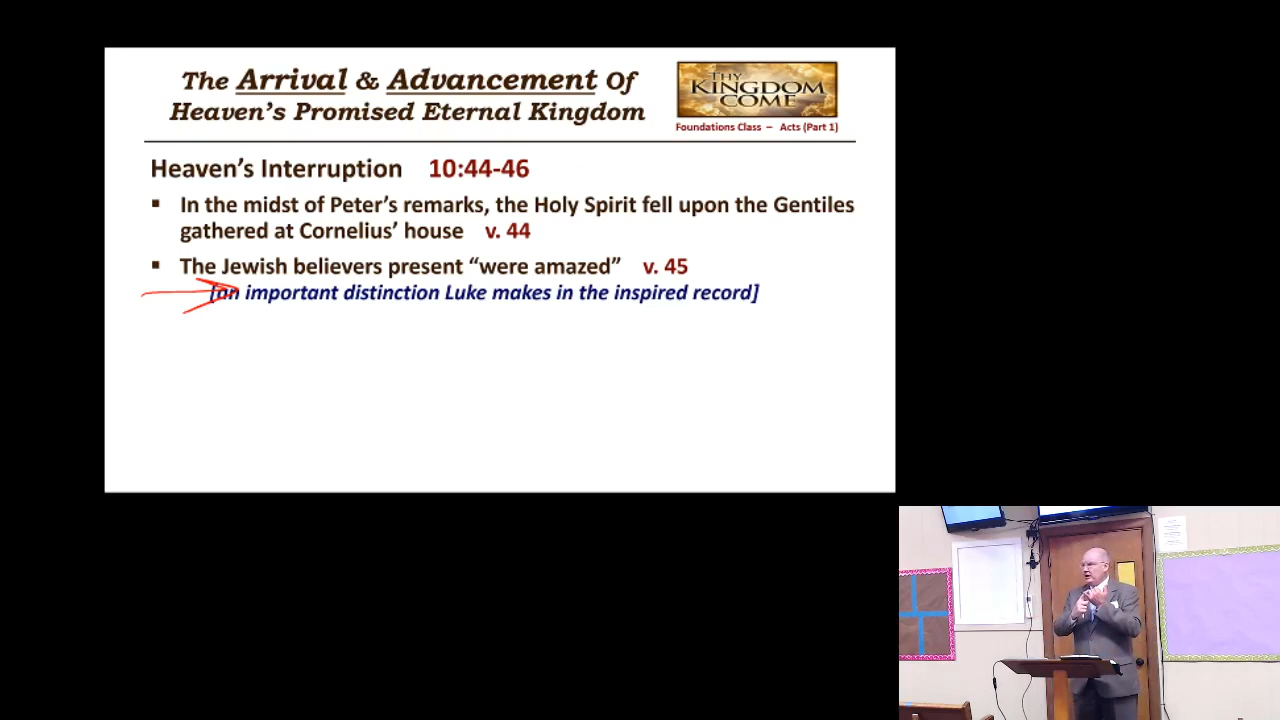 The Arrival & Advancement Of
Heaven's Promised Eternal Kingdom
THY
KINGDOM
COME
Foundations Class – Acts (Part 1)
Heaven's Interruption 10:44-46
▪ In the midst of Peter's remarks, the Holy Spirit fell upon the Gentiles
gathered at Cornelius' house v. 44
▪ The Jewish believers present “were amazed” v. 45
[an important distinction Luke makes in the inspired record]